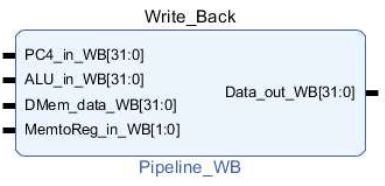 Write_Back
PC4_in_WB[31:0]
ALU_in_WB[31:0]
DMem_data_WB[31:0]
MemtoReg_in_WB[1:0]
Data_out_WB[31:0]
Pipeline_WB